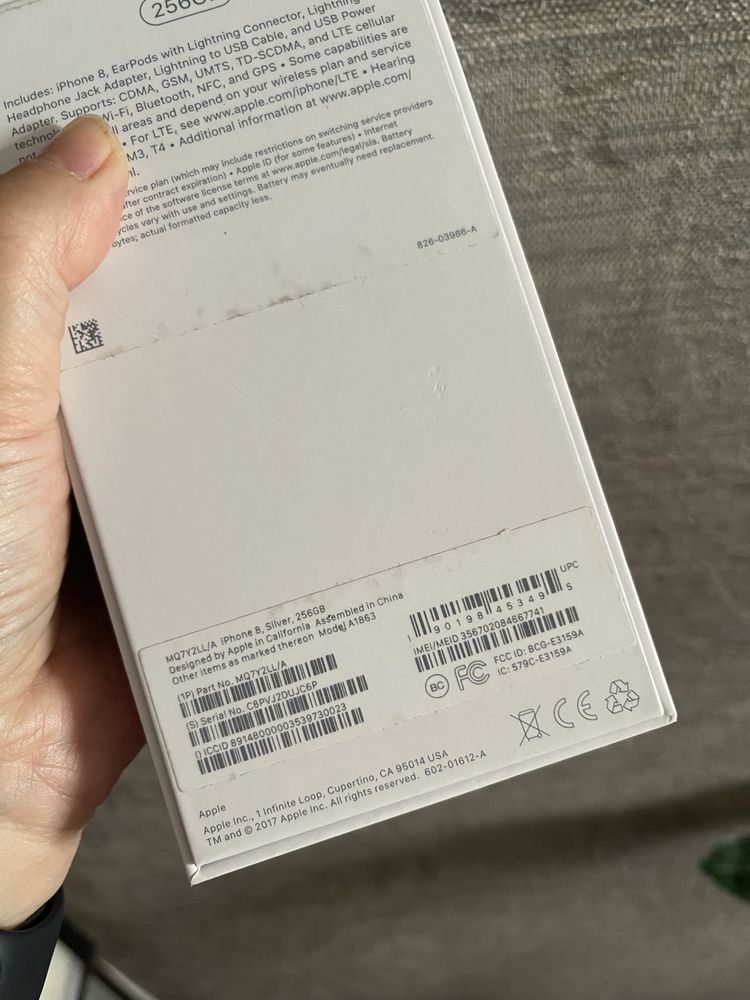 256G
Includes: iPhone 8, EarPods with Lightning Connector, Lightning
Headphone Jack Adapter, Lightning to USB Cable, and USB Power
Adapter. Supports: CDMA, GSM, UMTS, TD-SCDMA, and LTE cellular
Wi-Fi, Bluetooth, NFC, and GPS • Some capabilities are
areas and depend on your wireless plan and service
• For LTE, see www.apple.com/iphone/LTE • Hearing
M3, T4 • Additional information at www.apple.com/
service plan (which may include restrictions on switching service providers
after contract expiration) • Apple ID (for some features) • Internet
of the software license terms at www.apple.com/legal/sla. Battery
cycles vary with use and settings. Battery may eventually need replacement.
actual formatted capacity less.
826-03986-A
MQ7Y2LL/A iPhone 8, Silver, 256GB
Designed by Apple in California Assembled in China
Other items as marked thereon Model A1863
(1P) Part No. MQ7Y2LL/A
(S) Serial No. C8PVJ2DUJC6P
() ICCID 89148000003539730023
UPC
1 90198 45349 5
IMEI/MEID 356702084667741
BC FC FCC ID: BCG-E3159A
IC: 579C-E3159A
CE
Apple
Apple Inc., 1 Infinite Loop, Cupertino, CA 95014 USA
TM and © 2017 Apple Inc. All rights reserved. 602-01612-A